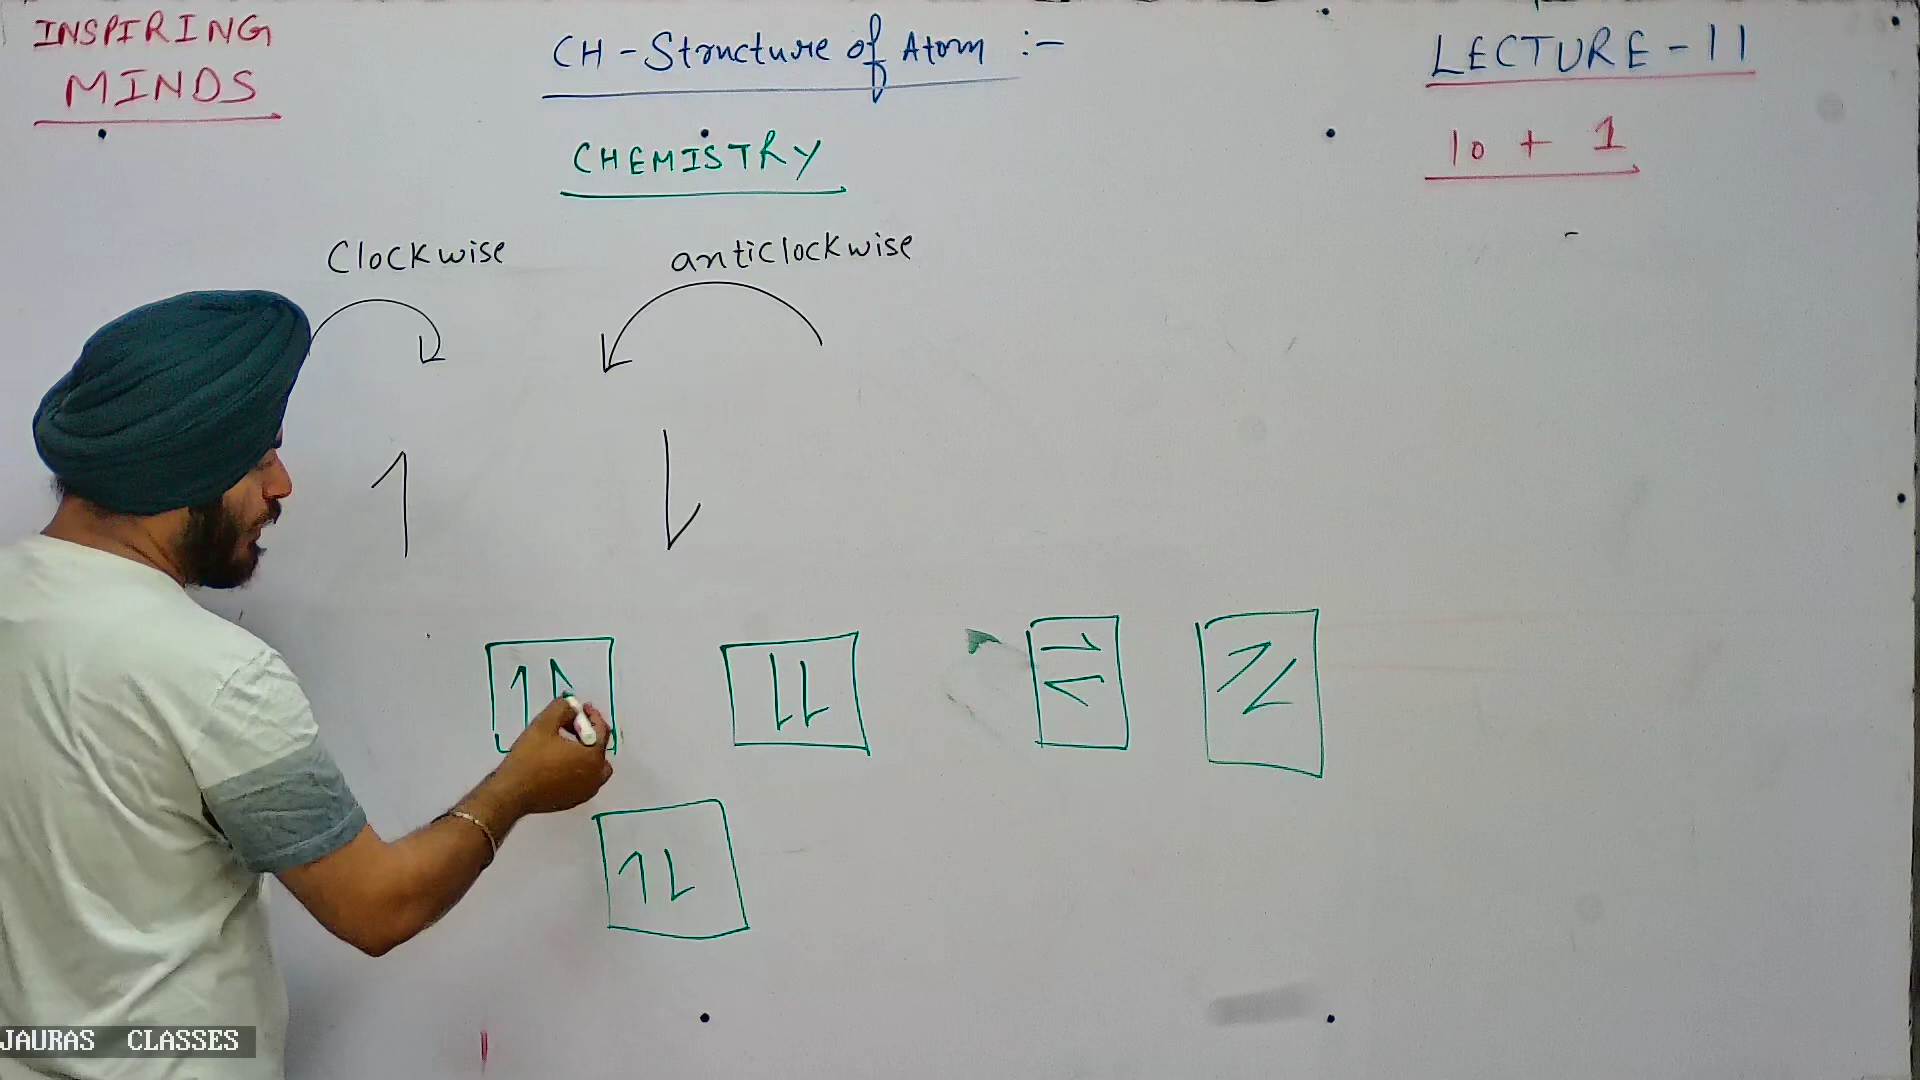 INSPIRING
MINDS
CH - Structure of Atom :-
CHEMISTRY
LECTURE - 11
10 + 1
Clockwise
anticlockwise
JAURAS CLASSES